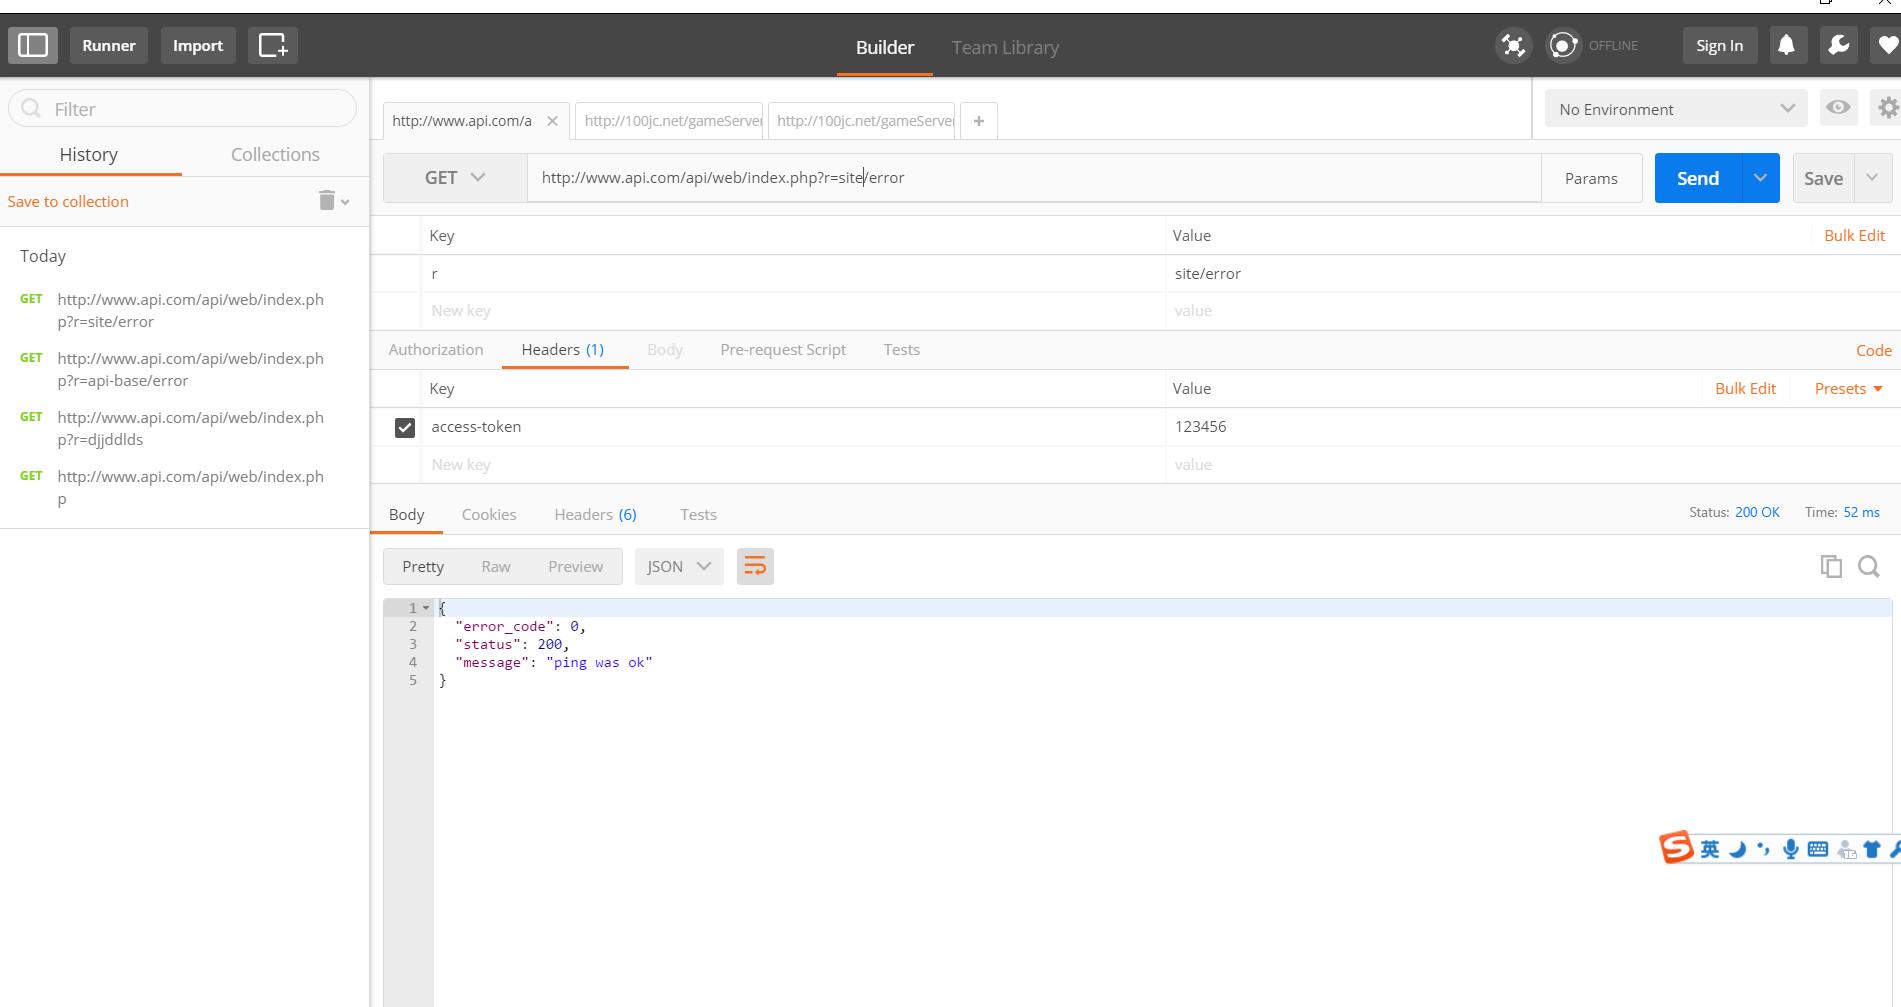 Runner Import Builder Team Library OFFLINE Sign In
Filter
History Collections
Save to collection
Today
GET http://www.api.com/api/web/index.ph
p?r=site/error
GET http://www.api.com/api/web/index.ph
p?r=api-base/error
GET http://www.api.com/api/web/index.ph
p?r=djjddlds
GET http://www.api.com/api/web/index.ph
p
http://www.api.com/a http://100jc.net/gameServer http://100jc.net/gameServer +
No Environment
GET http://www.api.com/api/web/index.php?r=site/error Params Send Save
Key Value Bulk Edit
r site/error
New key value
Authorization Headers (1) Body Pre-request Script Tests Code
Key Value Bulk Edit Presets
access-token 123456
New key value
Body Cookies Headers (6) Tests Status: 200 OK Time: 52 ms
Pretty Raw Preview JSON
1 {
2 "error_code": 0,
3 "status": 200,
4 "message": "ping was ok"
5 }
S 英